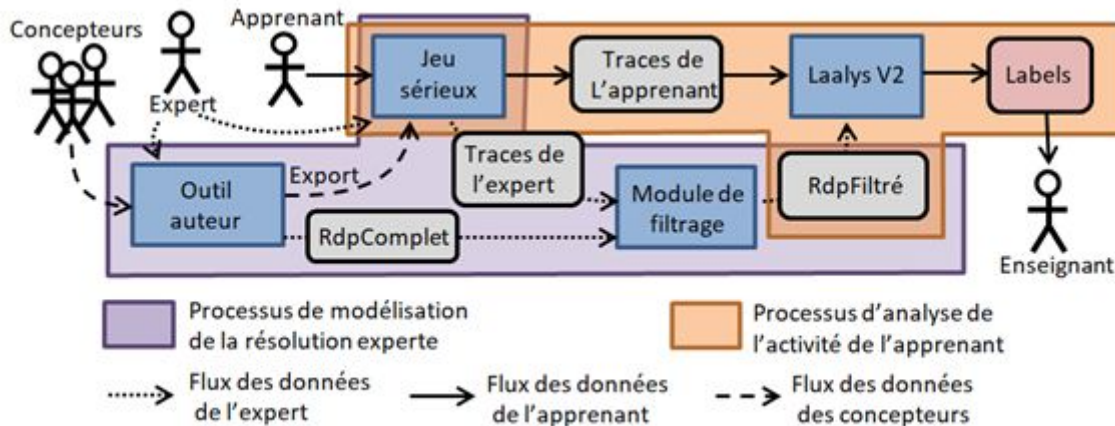 Concepteurs
Apprenant
Expert
Jeu
sérieux
Traces de
L'apprenant
Laalys V2
Labels
Export
Traces de
l'expert
Outil
auteur
Module de
filtrage
RdpFiltré
RdpComplet
Enseignant
Processus de modélisation
de la résolution experte
Processus d'analyse de
l'activité de l'apprenant
Flux des données
de l'expert
Flux des données
de l'apprenant
Flux des données
des concepteurs